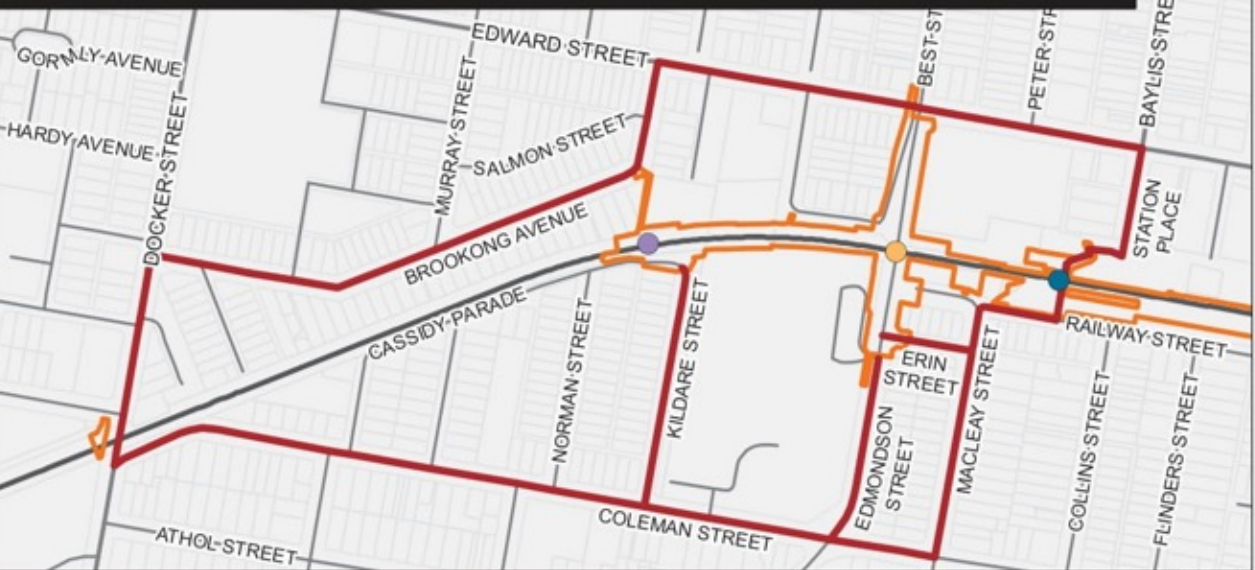 EDWARD STREET
BEST ST
PETER ST
BAYLIS STRE
GORMLY AVENUE
HARDY AVENUE
DOCKER STREET
MURRAY STREET
SALMON STREET
BROOKONG AVENUE
STATION
PLACE
CASSIDY PARADE
NORMAN STREET
KILDARE STREET
ERIN
STREET
RAILWAY STREET
MACLEAY STREET
EDMONDSON
STREET
COLLINS STREET
FLINDERS STREET
COLEMAN STREET
ATHOL STREET